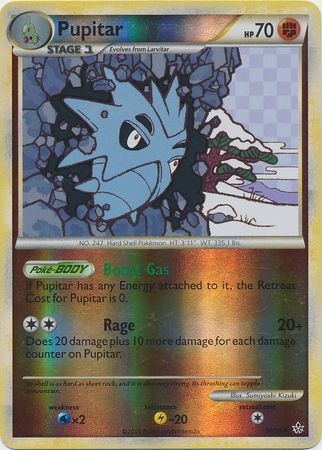 Pupitar
HP 70
STAGE 1
Evolves from Larvitar
NO. 247 Hard Shell Pokémon HT: 3'11" WT: 335.1 lbs.
Poké-BODY Boost Gas
If Pupitar has any Energy attached to it, the Retreat
Cost for Pupitar is 0.
Rage 20+
Does 20 damage plus 10 more for each damage
counter on Pupitar.
Its shell is as hard as sheet rock, and it is also very strong. Its thrashing can topple
a mountain.
Illus. Sumiyoshi Kizuki
weakness
resistance
retreat cost
×2
-20
©2010 Pokémon/Nintendo